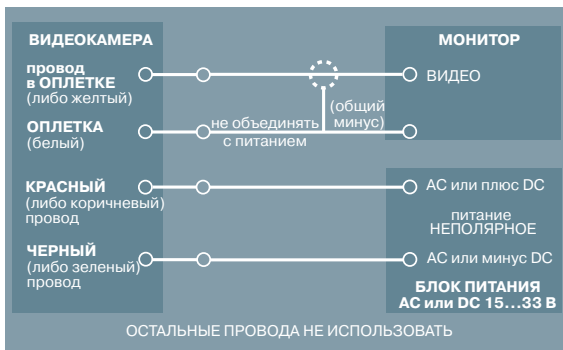 ВИДЕОКАМЕРА
МОНИТОР
провод
в ОПЛЕТКЕ
(либо желтый)
ВИДЕО
ОПЛЕТКА
(белый)
не объединять
с питанием
(общий
минус)
КРАСНЫЙ
(либо коричневый)
провод
АС или плюс DC
питание
НЕПОЛЯРНОЕ
ЧЕРНЫЙ
(либо зеленый)
провод
АС или минус DC
БЛОК ПИТАНИЯ
АС или DC 15...33 В
ОСТАЛЬНЫЕ ПРОВОДА НЕ ИСПОЛЬЗОВАТЬ